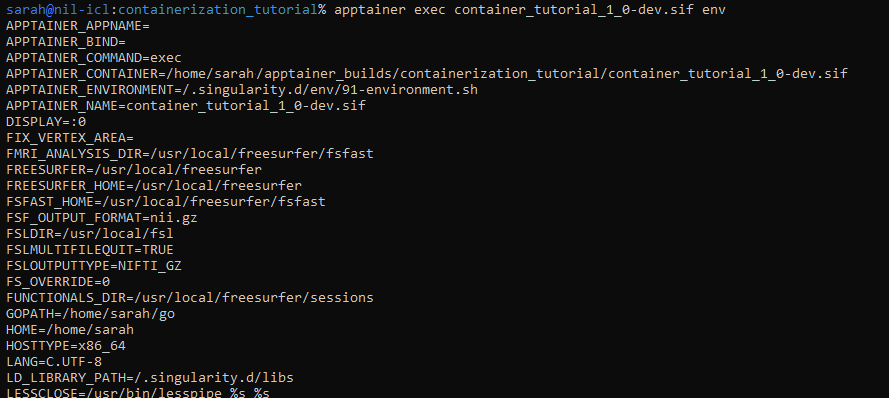 sarah@nil-icl:containerization_tutorial% apptainer exec container_tutorial_1_0-dev.sif env
APPTAINER_APPNAME=
APPTAINER_BIND=
APPTAINER_COMMAND=exec
APPTAINER_CONTAINER=/home/sarah/apptainer_builds/containerization_tutorial/container_tutorial_1_0-dev.sif
APPTAINER_ENVIRONMENT=/.singularity.d/env/91-environment.sh
APPTAINER_NAME=container_tutorial_1_0-dev.sif
DISPLAY=:0
FIX_VERTEX_AREA=
FMRI_ANALYSIS_DIR=/usr/local/freesurfer/fsfast
FREESURFER=/usr/local/freesurfer
FREESURFER_HOME=/usr/local/freesurfer
FSFAST_HOME=/usr/local/freesurfer/fsfast
FSF_OUTPUT_FORMAT=nii.gz
FSLDIR=/usr/local/fsl
FSLMULTIFILEQUIT=TRUE
FSLOUTPUTTYPE=NIFTI_GZ
FS_OVERRIDE=0
FUNCTIONALS_DIR=/usr/local/freesurfer/sessions
GOPATH=/home/sarah/go
HOME=/home/sarah
HOSTTYPE=x86_64
LANG=C.UTF-8
LD_LIBRARY_PATH=/.singularity.d/libs
LESSCLOSE=/usr/bin/lesspipe %s %s